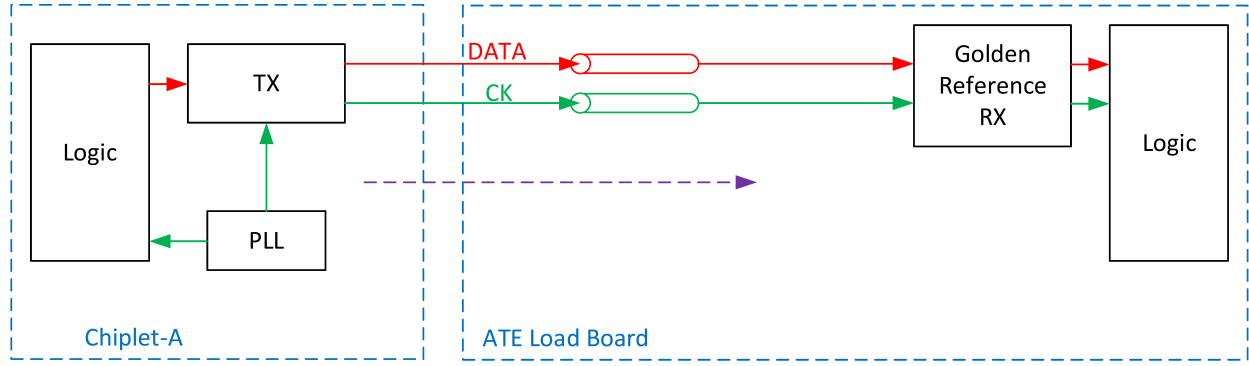 DATA
CK
Logic
TX
PLL
Golden
Reference
RX
Logic
Chiplet-A
ATE Load Board